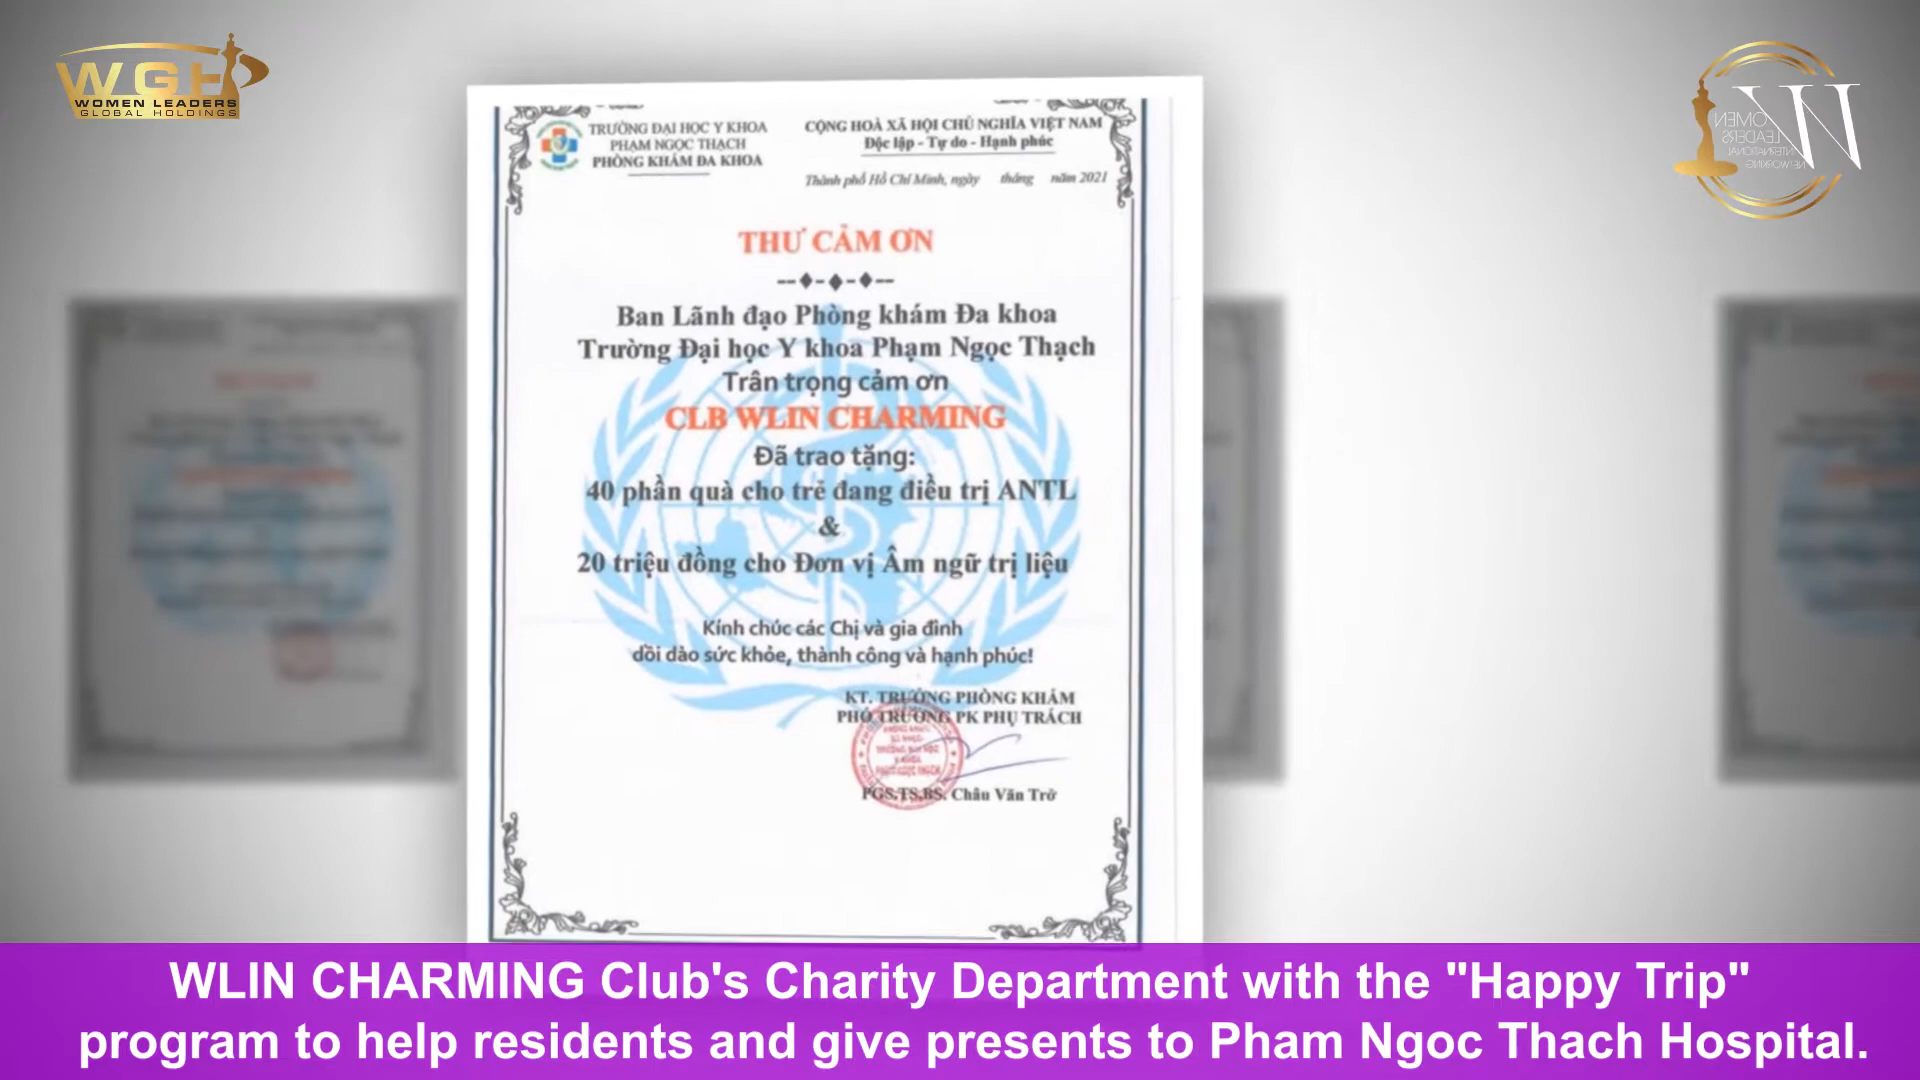 WGH
WOMEN LEADERS
GLOBAL HOLDINGS
W
WOMEN
LEADERS
INTERNATIONAL
NETWORKING
TRƯỜNG ĐẠI HỌC Y KHOA
PHẠM NGỌC THẠCH
PHÒNG KHÁM ĐA KHOA
CỘNG HOÀ XÃ HỘI CHỦ NGHĨA VIỆT NAM
Độc lập - Tự do - Hạnh phúc
Thành phố Hồ Chí Minh, ngày tháng năm 2021
THƯ CẢM ƠN
Ban Lãnh đạo Phòng khám Đa khoa
Trường Đại học Y khoa Phạm Ngọc Thạch
Trân trọng cảm ơn
CLB WLIN CHARMING
Đã trao tặng:
40 phần quà cho trẻ đang điều trị ANTL
&
20 triệu đồng cho Đơn vị Âm ngữ trị liệu
Kính chúc các Chị và gia đình
dồi dào sức khỏe, thành công và hạnh phúc!
KT. TRƯỞNG PHÒNG KHÁM
PHÓ TRƯỞNG PK PHỤ TRÁCH
PGS.TS.BS. Châu Văn Trở
WLIN CHARMING Club's Charity Department with the "Happy Trip"
program to help residents and give presents to Pham Ngoc Thach Hospital.